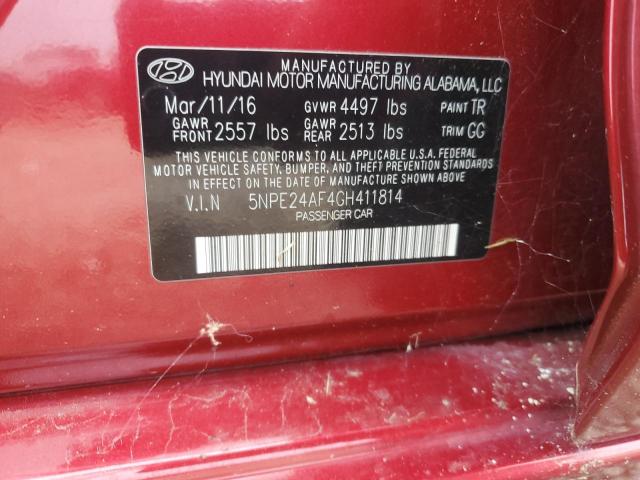 MANUFACTURED BY
HYUNDAI MOTOR MANUFACTURING ALABAMA, LLC
Mar/11/16 GVWR 4497 lbs PAINT TR
GAWR FRONT 2557 lbs GAWR REAR 2513 lbs TRIM GG
THIS VEHICLE CONFORMS TO ALL APPLICABLE U.S.A. FEDERAL
MOTOR VEHICLE SAFETY, BUMPER, AND THEFT PREVENTION STANDARDS
IN EFFECT ON THE DATE OF MANUFACTURE SHOWN ABOVE
V.I.N 5NPE24AF4GH411814
PASSENGER CAR